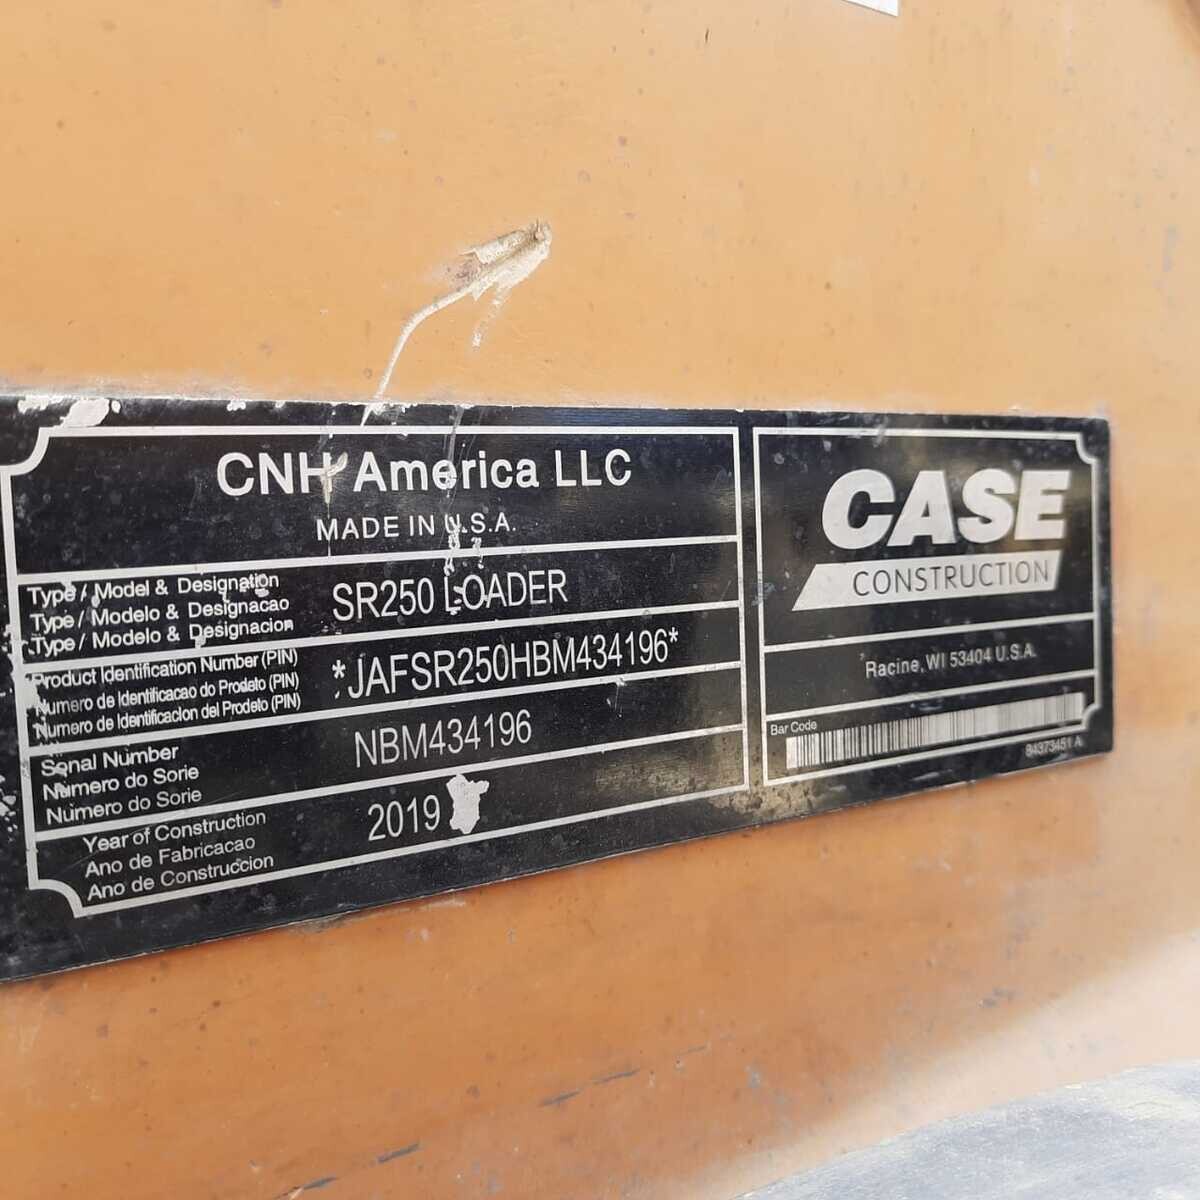 CNH America LLC
MADE IN U.S.A.
Type / Model & Designation
Type / Modelo & Designacao
Type / Modelo & Designacion
SR250 LOADER
Product Identification Number (PIN)
Numero de Identificacao do Prodeto (PIN)
Numero de Identificacion del Prodeto (PIN)
*JAFSR250HBM434196*
Sonal Number
Número do Sorie
Número do Sorie
NBM434196
Year of Construction
Ano de Fabricacao
Ano de Construccion
2019
CASE
CONSTRUCTION
Racine, WI 53404 U.S.A.
Bar Code
84373451 A